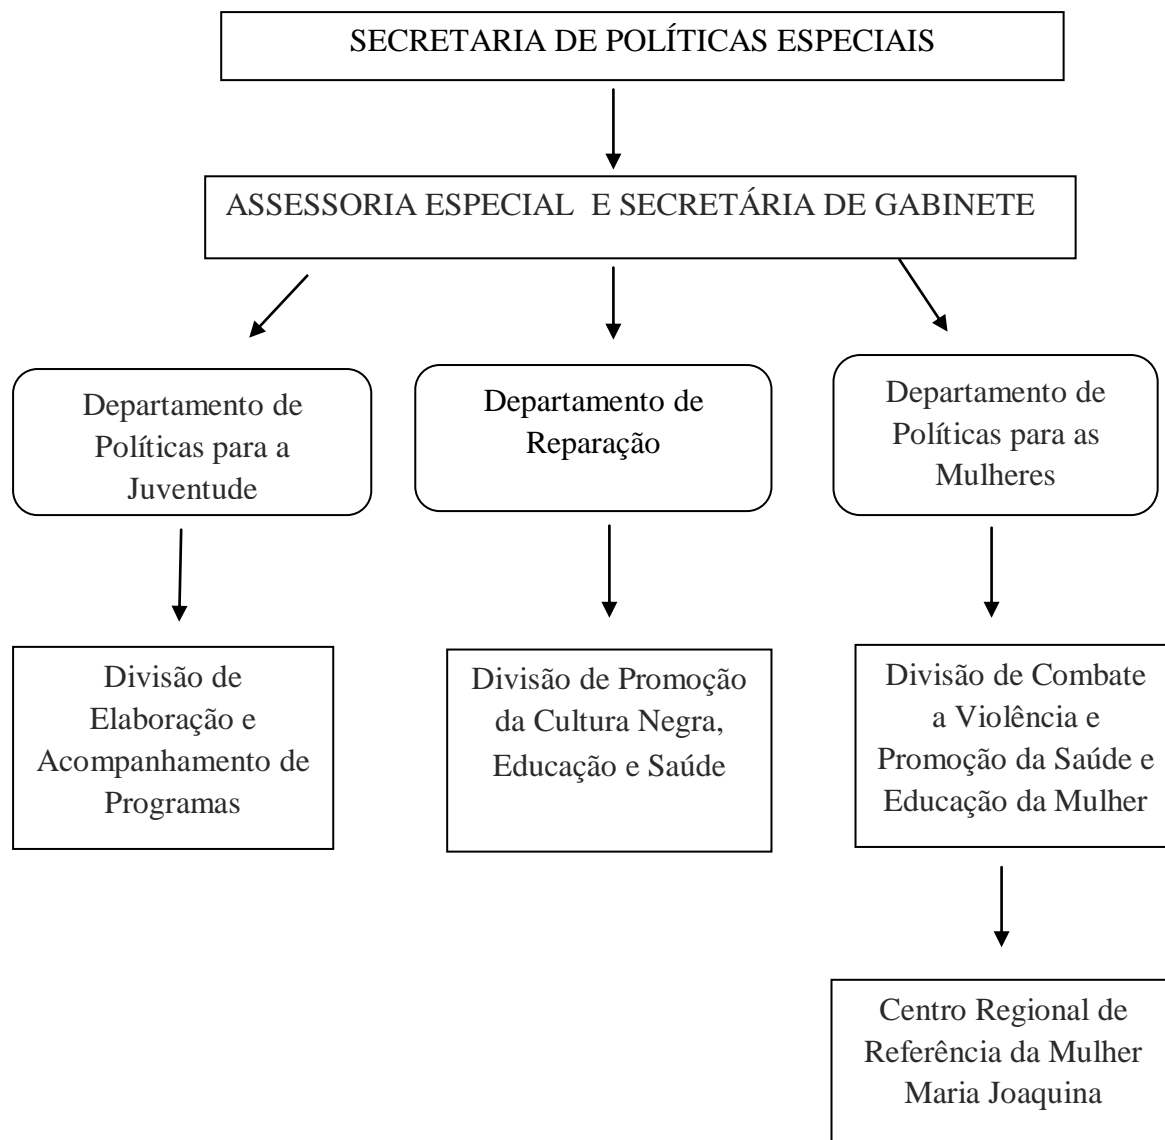 SECRETARIA DE POLÍTICAS ESPECIAIS
ASSESSORIA ESPECIAL E SECRETÁRIA DE GABINETE
Departamento de
Políticas para a
Juventude
Departamento de
Reparação
Departamento de
Políticas para as
Mulheres
Divisão de
Elaboração e
Acompanhamento de
Programas
Divisão de Promoção
da Cultura Negra,
Educação e Saúde
Divisão de Combate
a Violência e
Promoção da Saúde e
Educação da Mulher
Centro Regional de
Referência da Mulher
Maria Joaquina